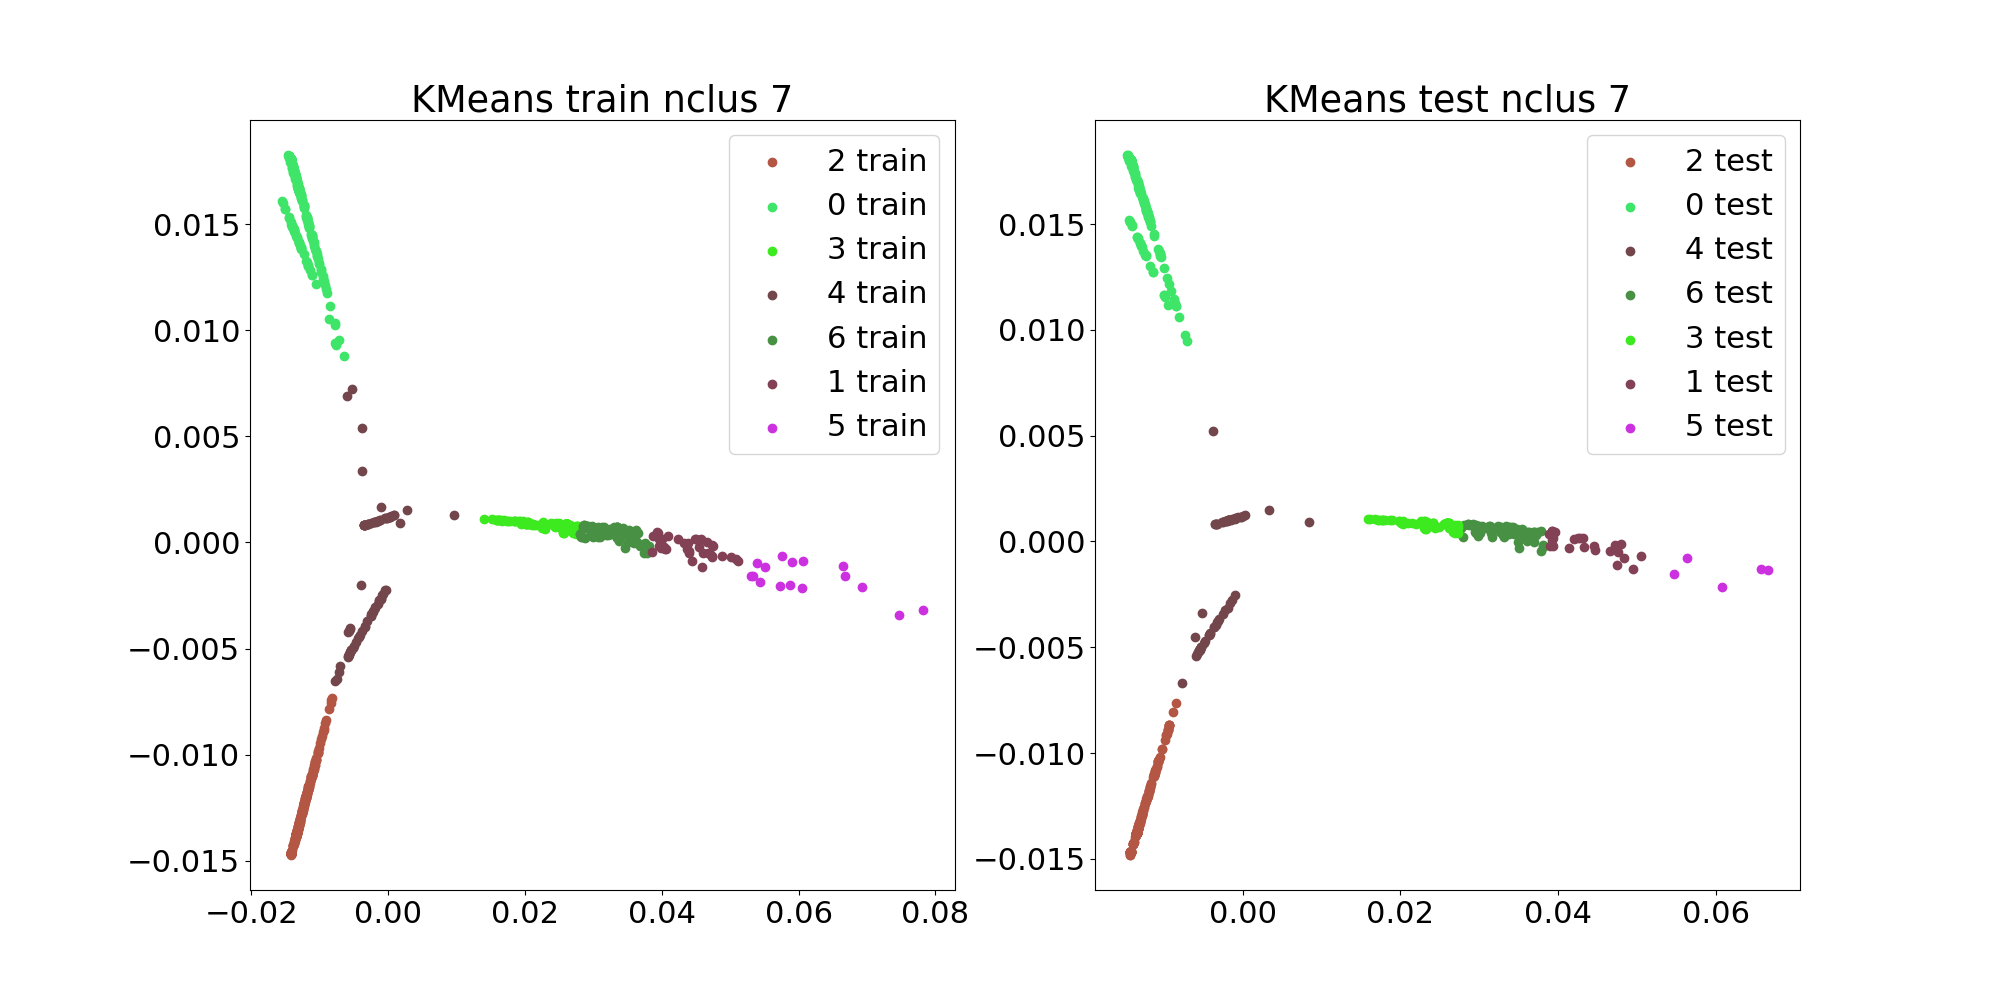 KMeans train nclus 7
2 train
0 train
3 train
4 train
6 train
1 train
5 train
0.015
0.010
0.005
0.000
−0.005
−0.010
−0.015
−0.02 0.00 0.02 0.04 0.06 0.08
KMeans test nclus 7
2 test
0 test
4 test
6 test
3 test
1 test
5 test
0.015
0.010
0.005
0.000
−0.005
−0.010
−0.015
0.00 0.02 0.04 0.06